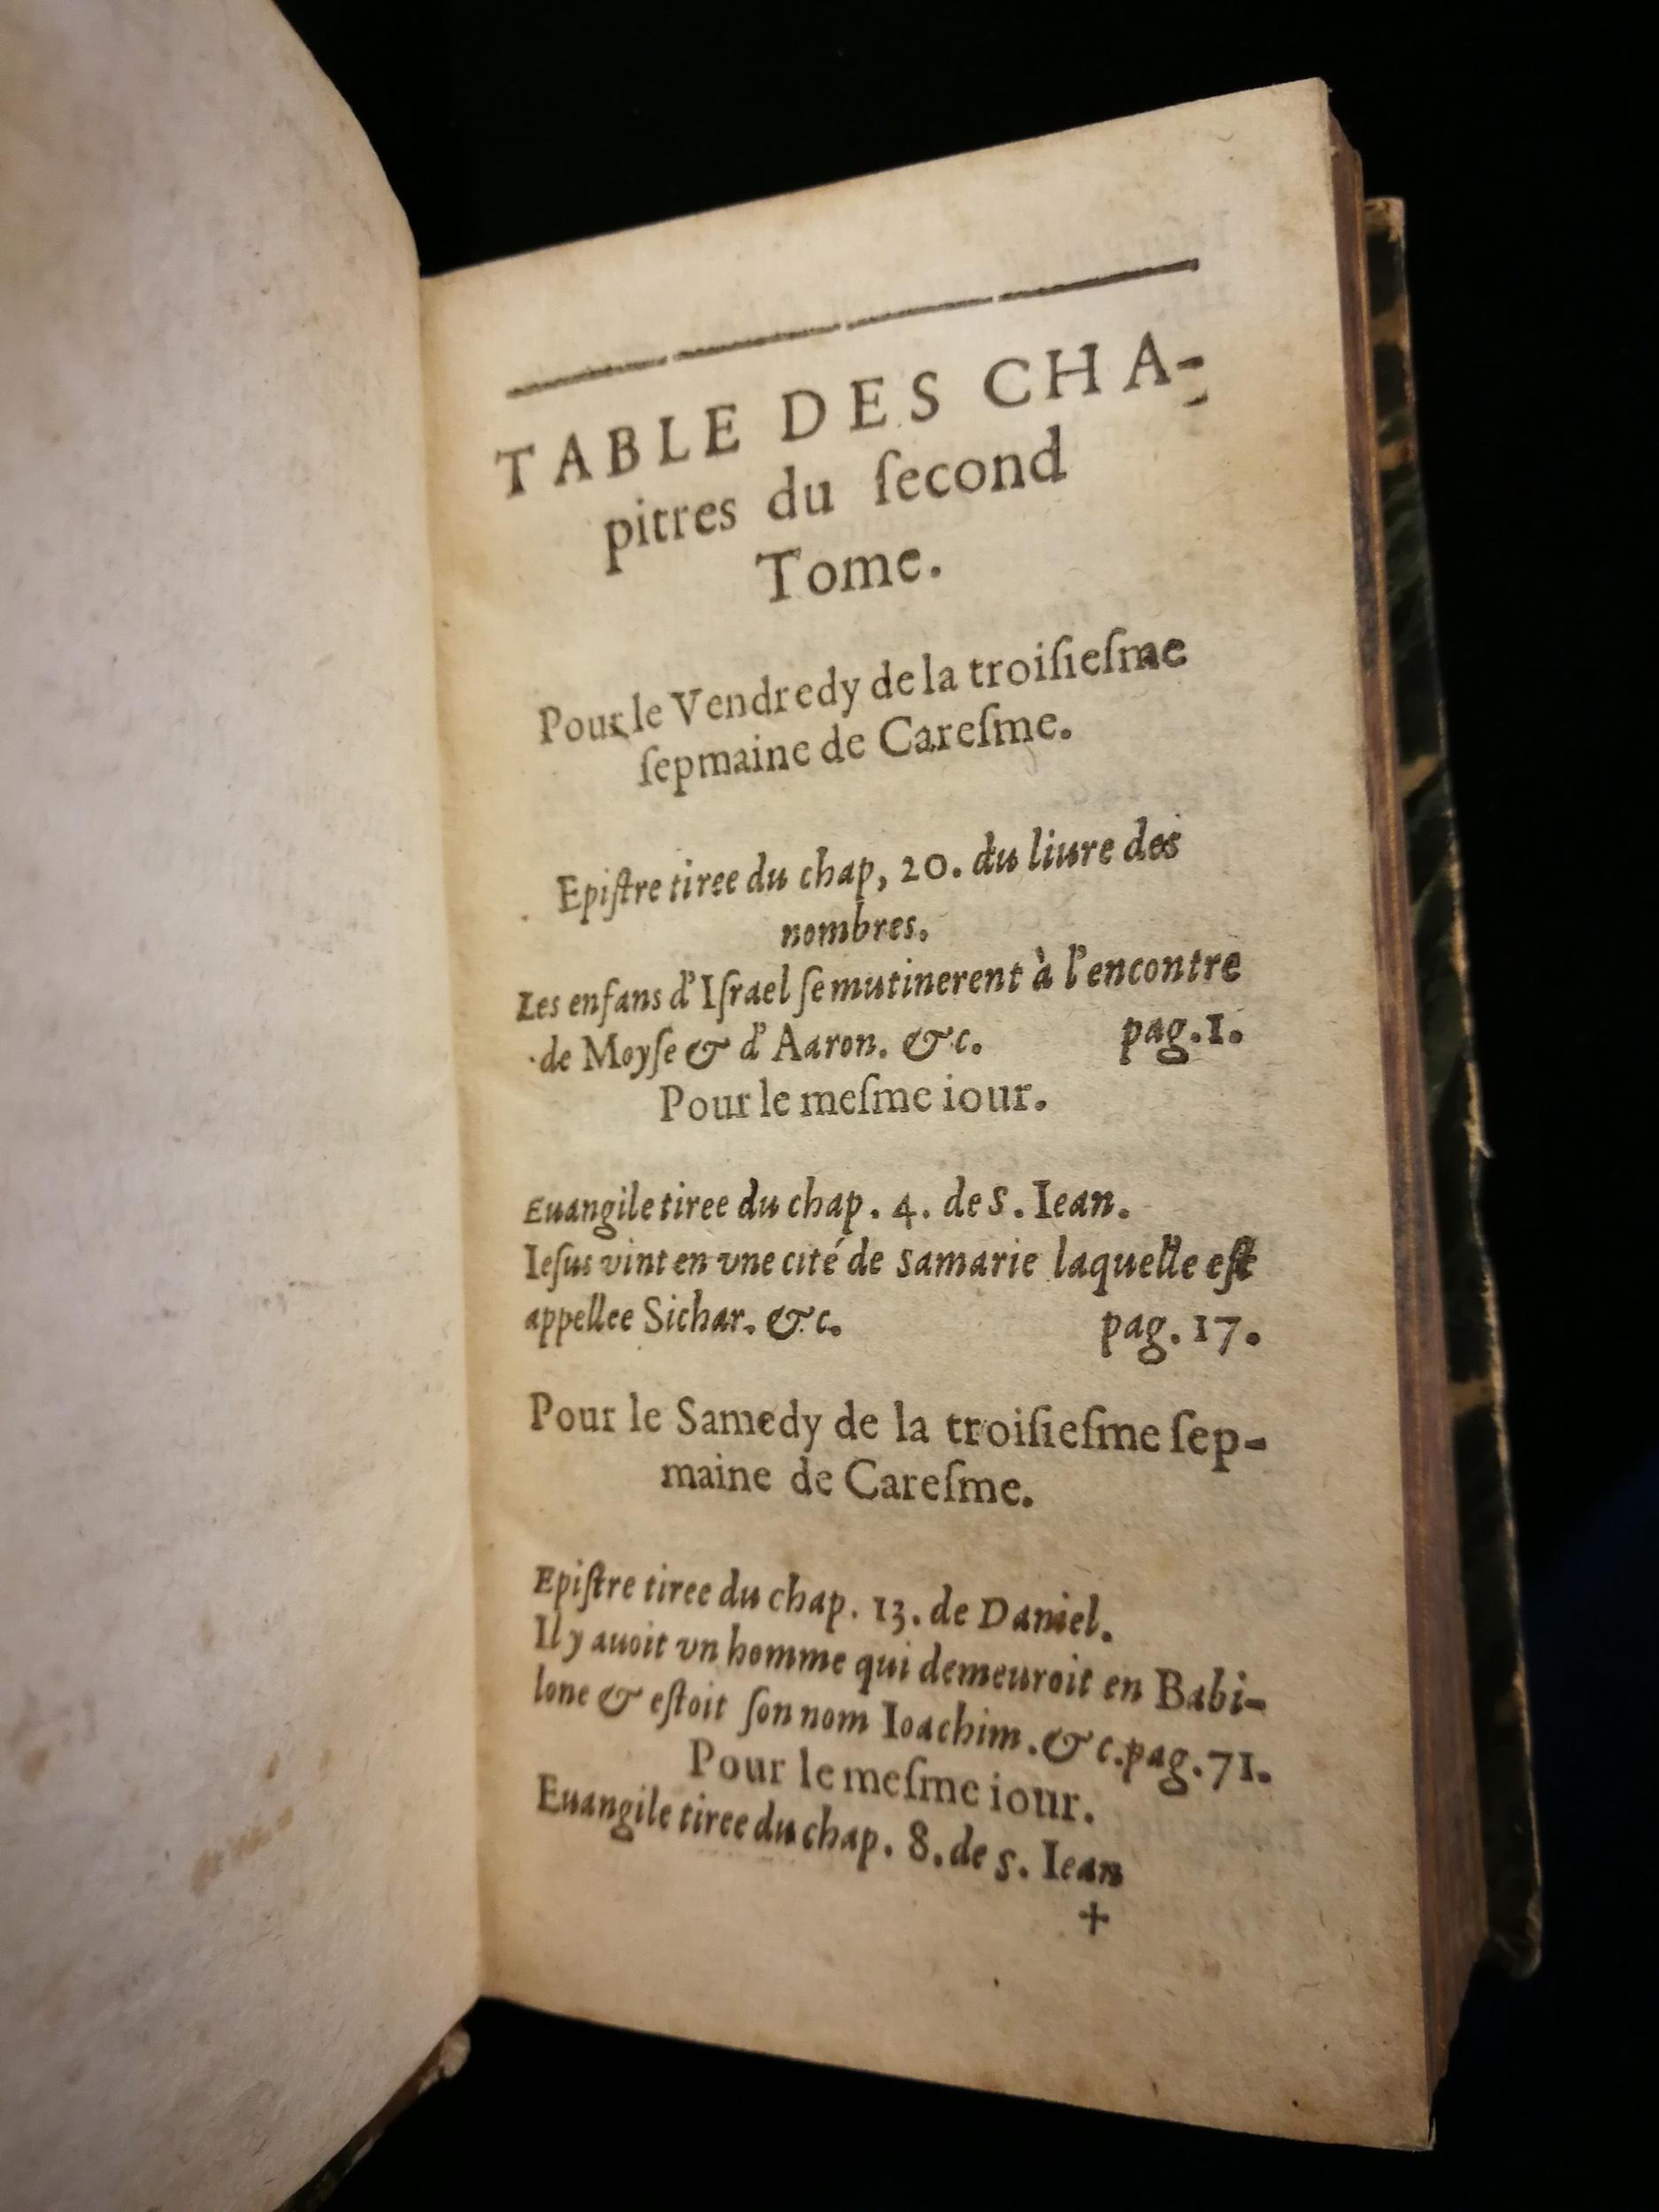 TABLE DES CHA-
pitres du ſecond
Tome.
Pour le Vendredy de la troiſieſme
ſepmaine de Careſme.
Epiſtre tiree du chap, 20. du liure des
nombres.
Les enfans d'Iſrael ſe mutinerent à l'encontre
de Moyſe & d'Aaron. &c. pag. 1.
Pour le meſme iour.
Euangile tiree du chap. 4. de S. Iean.
Ieſus vint en vne cité de Samarie laquelle eſt
appellee Sichar. &c. pag. 17.
Pour le Samedy de la troiſieſme ſep-
maine de Careſme.
Epiſtre tiree du chap. 13. de Daniel.
Il y auoit vn homme qui demeuroit en Babi-
lone & eſtoit ſon nom Ioachim. &c. pag. 71.
Pour le meſme iour.
Euangile tiree du chap. 8. de S. Iean
+